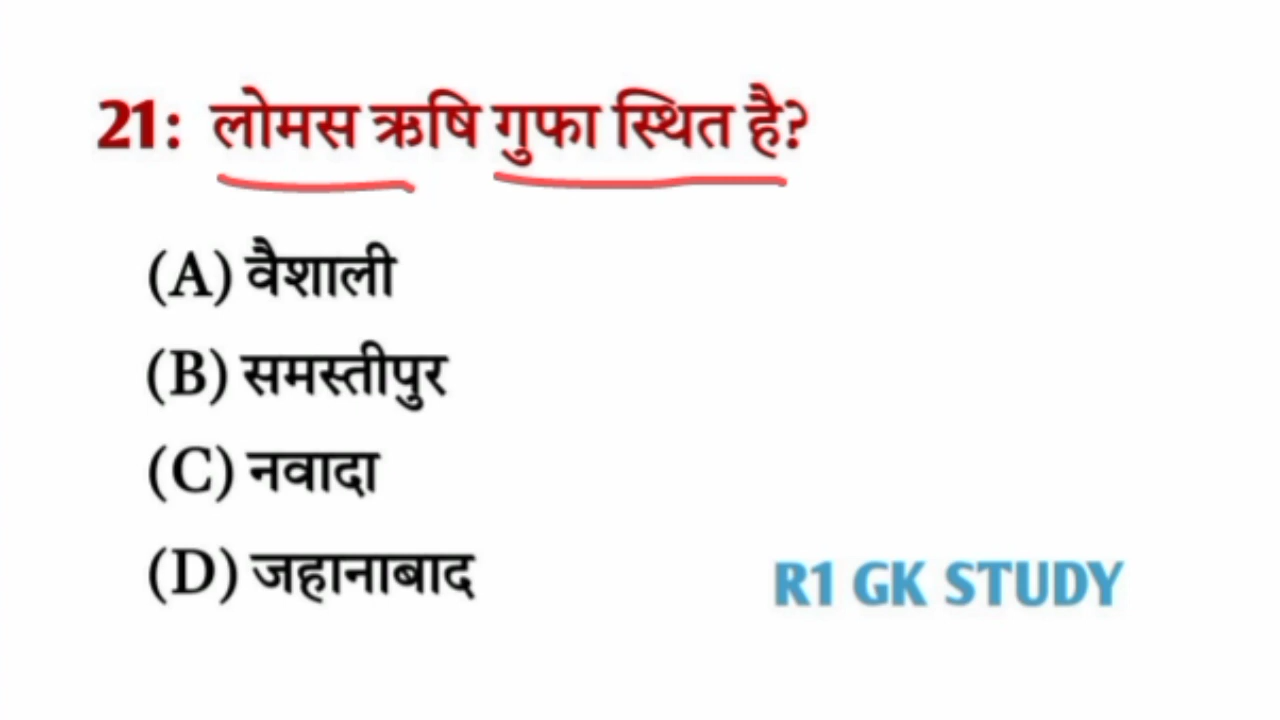 21: लोमस ऋषि गुफा स्थित है?
(A) वैशाली
(B) समस्तीपुर
(C) नवादा
(D) जहानाबाद
R1 GK STUDY